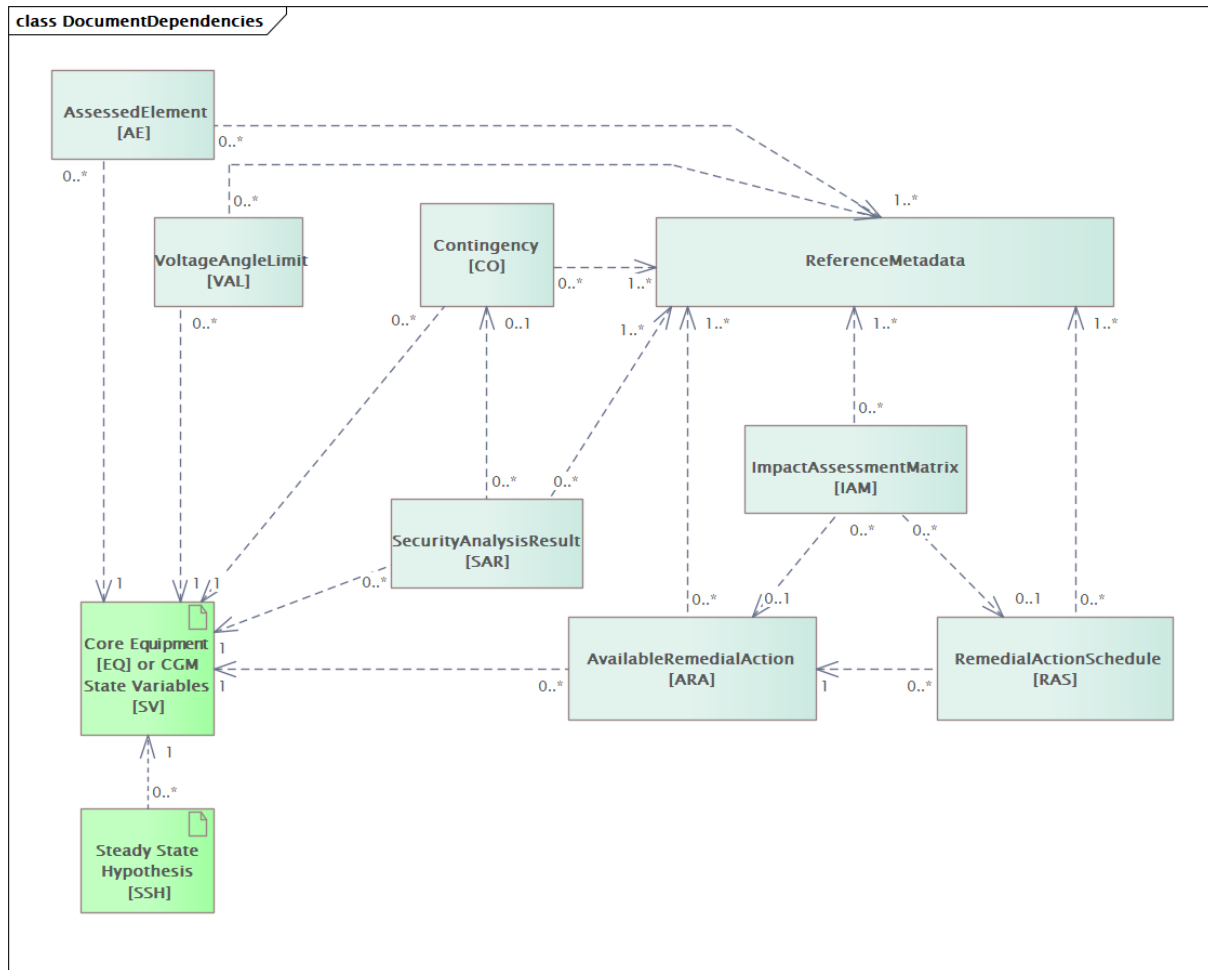 class DocumentDependencies
AssessedElement
[AE]
0..*
0..*
0..*
1..*
VoltageAngleLimit
[VAL]
0..*
Contingency
[CO]
0..*
1..*
ReferenceMetadata
0..*
0..1
1..*
1..*
1..*
1..*
0..*
ImpactAssessmentMatrix
[IAM]
0..*
0..*
SecurityAnalysisResult
[SAR]
0..*
0..*
0..*
0..*
1
1
1
Core Equipment
[EQ] or CGM
State Variables
[SV]
1
1
0..*
0..*
0..1
AvailableRemedialAction
[ARA]
0..1
0..*
RemedialActionSchedule
[RAS]
1
0..*
1
0..*
Steady State
Hypothesis
[SSH]